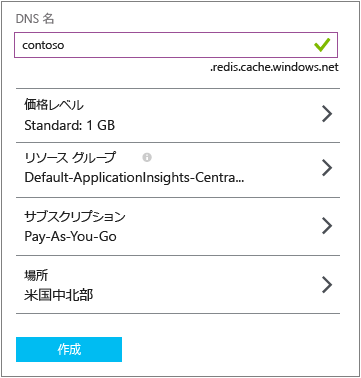 DNS 名
contoso
.redis.cache.windows.net
価格レベル
Standard: 1 GB
リソース グループ
Default-ApplicationInsights-Centra...
サブスクリプション
Pay-As-You-Go
場所
米国中北部
作成